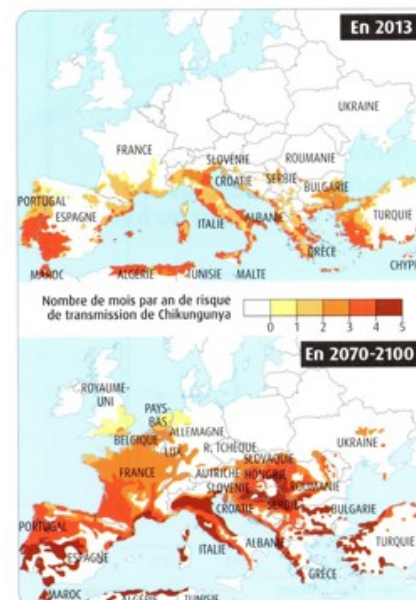 En 2013
UKRAINE
FRANCE
SLOVÉNIE
ROUMANIE
CROATIE
SERBIE
BULGARIE
PORTUGAL
ESPAGNE
ITALIE
ALBANIE
TURQUIE
GRÈCE
MAROC
ALGÉRIE
TUNISIE
MALTE
CHYP
Nombre de mois par an de risque
de transmission de Chikungunya
0 1 2 3 4 5
En 2070-2100
ROYAUME-
UNI
PAYS-
BAS
ALLEMAGNE
BELGIQUE
LUX.
R. TCHÈQUE
UKRAINE
SLOVAQUIE
FRANCE
AUTRICHE
HONGRIE
SLOVÉNIE
ROUMANIE
CROATIE
SERBIE
BULGARIE
PORTUGAL
ESPAGNE
ITALIE
ALBANIE
TURQUIE
GRÈCE
MAROC
ALGÉRIE
TUNISIE